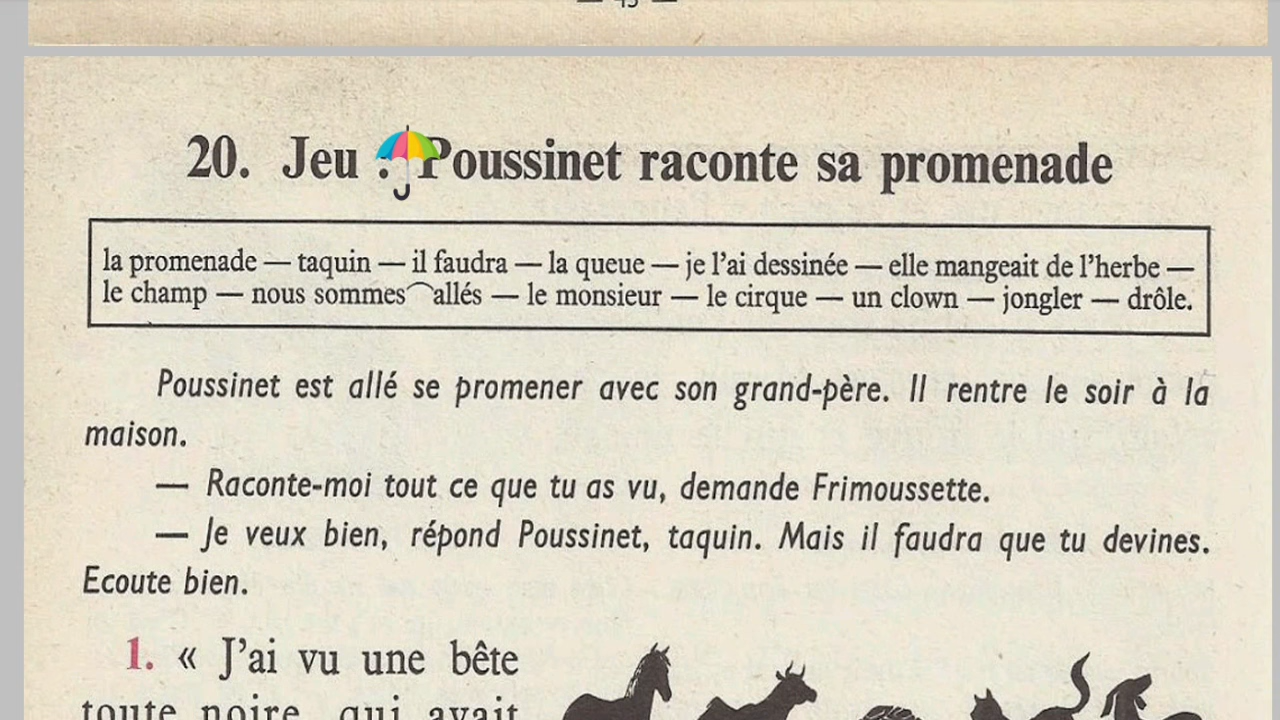 20. Jeu : Poussinet raconte sa promenade
la promenade — taquin — il faudra — la queue — je l'ai dessinée — elle mangeait de l'herbe —
le champ — nous sommes⁀allés — le monsieur — le cirque — un clown — jongler — drôle.
Poussinet est allé se promener avec son grand-père. Il rentre le soir à la
maison.
— Raconte-moi tout ce que tu as vu, demande Frimoussette.
— Je veux bien, répond Poussinet, taquin. Mais il faudra que tu devines.
Ecoute bien.
1. « J'ai vu une bête
toute noire, qui avait